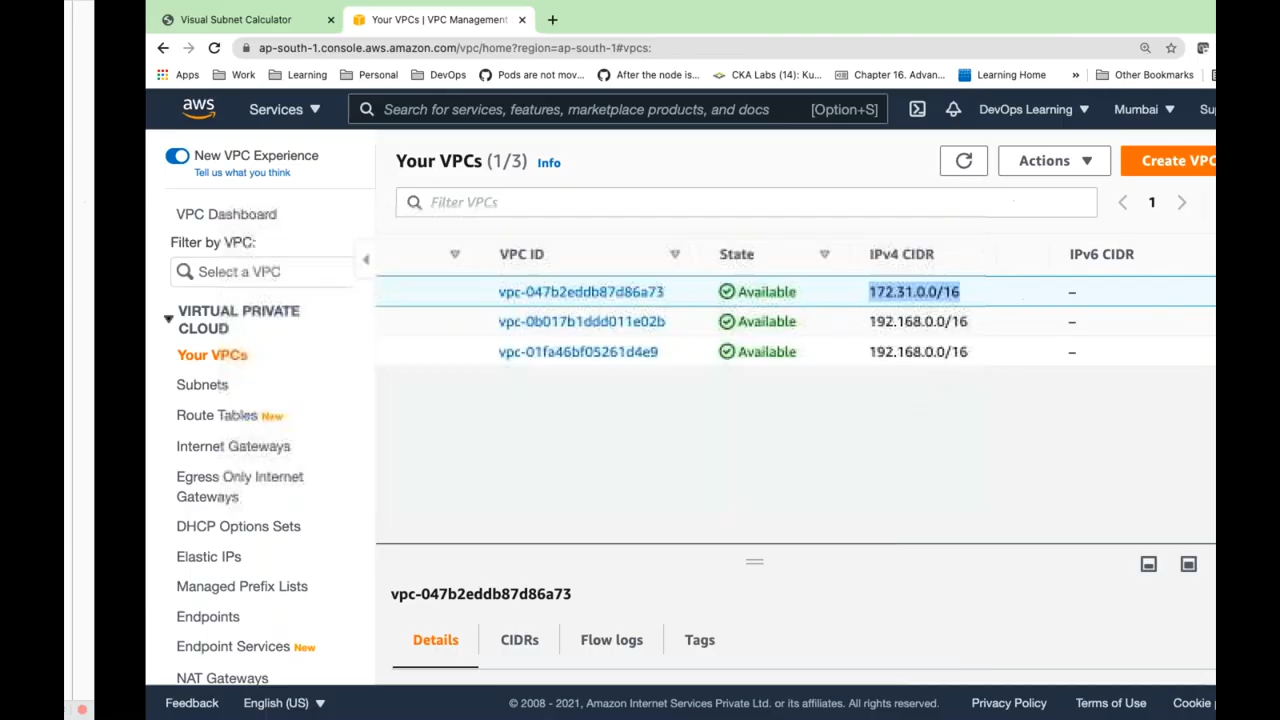 Visual Subnet Calculator
Your VPCs | VPC Management
ap-south-1.console.aws.amazon.com/vpc/home?region=ap-south-1#vpcs:
Apps Work Learning Personal DevOps Pods are not mov... After the node is... CKA Labs (14): Ku... Chapter 16. Advan... Learning Home » Other Bookmarks
aws Services Search for services, features, marketplace products, and docs [Option+S] DevOps Learning Mumbai Su
New VPC Experience
Tell us what you think
VPC Dashboard
Filter by VPC:
Select a VPC
VIRTUAL PRIVATE
CLOUD
Your VPCs
Subnets
Route Tables New
Internet Gateways
Egress Only Internet
Gateways
DHCP Options Sets
Elastic IPs
Managed Prefix Lists
Endpoints
Endpoint Services New
NAT Gateways
Your VPCs (1/3) Info
Actions
Create VPC
Filter VPCs
1
VPC ID State IPv4 CIDR IPv6 CIDR
vpc-047b2eddb87d86a73 Available 172.31.0.0/16 –
vpc-0b017b1ddd011e02b Available 192.168.0.0/16 –
vpc-01fa46bf05261d4e9 Available 192.168.0.0/16 –
vpc-047b2eddb87d86a73
Details CIDRs Flow logs Tags
Feedback English (US) © 2008 - 2021, Amazon Internet Services Private Ltd. or its affiliates. All rights reserved. Privacy Policy Terms of Use Cookie